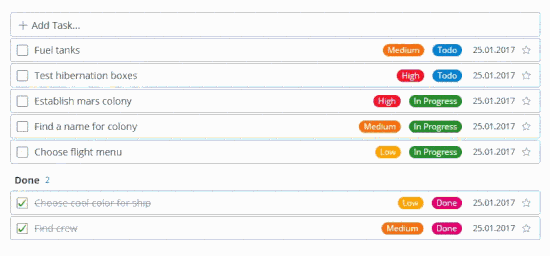 + Add Task...
Fuel tanks Medium Todo 25.01.2017
Test hibernation boxes High Todo 25.01.2017
Establish mars colony High In Progress 25.01.2017
Find a name for colony Medium In Progress 25.01.2017
Choose flight menu Low In Progress 25.01.2017
Done 2
Choose cool color for ship Low Done 25.01.2017
Find crew Medium Done 25.01.2017